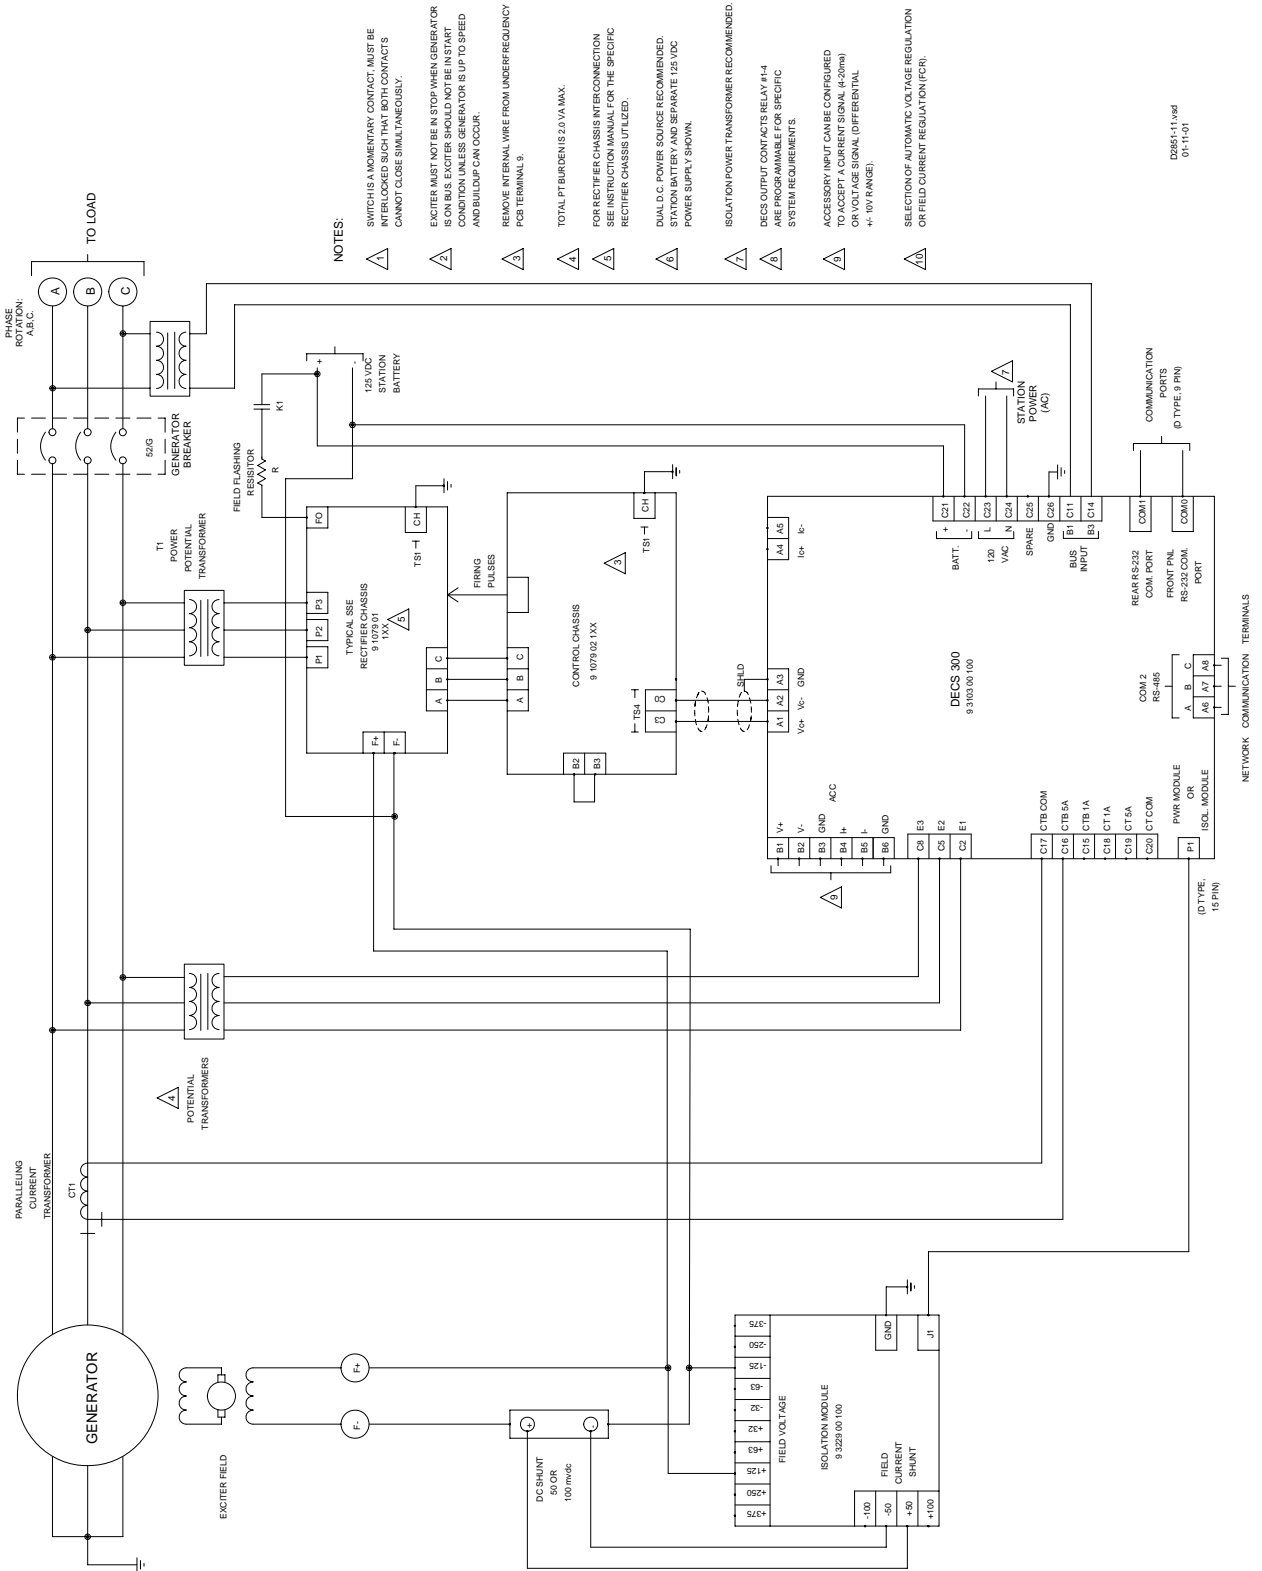 PHASE
ROTATION:
A,B,C.
A
B
C
TO LOAD
52/G
GENERATOR
BREAKER
T1
POWER
POTENTIAL
TRANSFORMER
FIELD FLASHING
RESISITOR
R
K1
+
-
125 VDC
STATION
BATTERY
PARALLELING
CURRENT
TRANSFORMER
CT1
4
POTENTIAL
TRANSFORMERS
GENERATOR
EXCITER FIELD
F+
F-
DC SHUNT
50 OR
100 mvdc
+
-
P1
P2
P3
FO
TYPICAL SSE
RECTIFIER CHASSIS
9 1079 01
1XX
5
TS1
CH
F+
F-
A
B
C
FIRING
PULSES
A
B
C
CONTROL CHASSIS
9 1079 02 1XX
3
TS1
CH
B2
B3
TS4
8
8
SHLD
A1
A2
A3
Vc+
Vc-
GND
A4
A5
Ic+
Ic-
DECS 300
9 3103 00 100
9
B1 V+
B2 V-
B3 GND
B4 I+
B5 I-
B6 GND
ACC
C8 E3
C5 E2
C2 E1
C17 CTB COM
C16 CTB 5A
C15 CTB 1A
C18 CT 1A
C19 CT 5A
C20 CT COM
P1
PWR MODULE
OR
ISOL. MODULE
(D TYPE,
15 PIN)
BATT.
+ C21
- C22
120
VAC
L C23
N C24
SPARE C25
GND C26
BUS
INPUT
B1 C11
B3 C14
7
STATION
POWER
(AC)
REAR RS-232
COM. PORT
COM1
FRONT PNL
RS-232 COM.
PORT
COM0
COMMUNICATION
PORTS
(D TYPE, 9 PIN)
COM 2
RS-485
A
B
C
A6
A7
A8
NETWORK COMMUNICATION TERMINALS
+375
+250
+125
+63
+32
-32
-63
-125
-250
-375
FIELD VOLTAGE
ISOLATION MODULE
9 3229 00 100
FIELD
CURRENT
SHUNT
-100
-50
+50
+100
GND
J1
NOTES:
1
SWITCH IS A MOMENTARY CONTACT, MUST BE
INTERLOCKED SUCH THAT BOTH CONTACTS
CANNOT CLOSE SIMULTANEOUSLY.
2
EXCITER MUST NOT BE IN STOP WHEN GENERATOR
IS ON BUS. EXCITER SHOULD NOT BE IN START
CONDITION UNLESS GENERATOR IS UP TO SPEED
AND BUILDUP CAN OCCUR.
3
REMOVE INTERNAL WIRE FROM UNDERFREQUENCY
PCB TERMINAL 9.
4
TOTAL PT BURDEN IS 2.0 VA MAX.
5
FOR RECTIFIER CHASSIS INTERCONNECTION
SEE INSTRUCTION MANUAL FOR THE SPECIFIC
RECTIFIER CHASSIS UTILIZED.
6
DUAL D.C. POWER SOURCE RECOMMENDED.
STATION BATTERY AND SEPARATE 125 VDC
POWER SUPPLY SHOWN.
7
ISOLATION POWER TRANSFORMER RECOMMENDED.
8
DECS OUTPUT CONTACTS RELAY #1-4
ARE PROGRAMMABLE FOR SPECIFIC
SYSTEM REQUIREMENTS.
9
ACCESSORY INPUT CAN BE CONFIGURED
TO ACCEPT A CURRENT SIGNAL (4-20ma)
OR VOLTAGE SIGNAL (DIFFERENTIAL
+/- 10V RANGE).
10
SELECTION OF AUTOMATIC VOLTAGE REGULATION
OR FIELD CURRENT REGULATION (FCR).
D2851-11.vsd
01-11-01